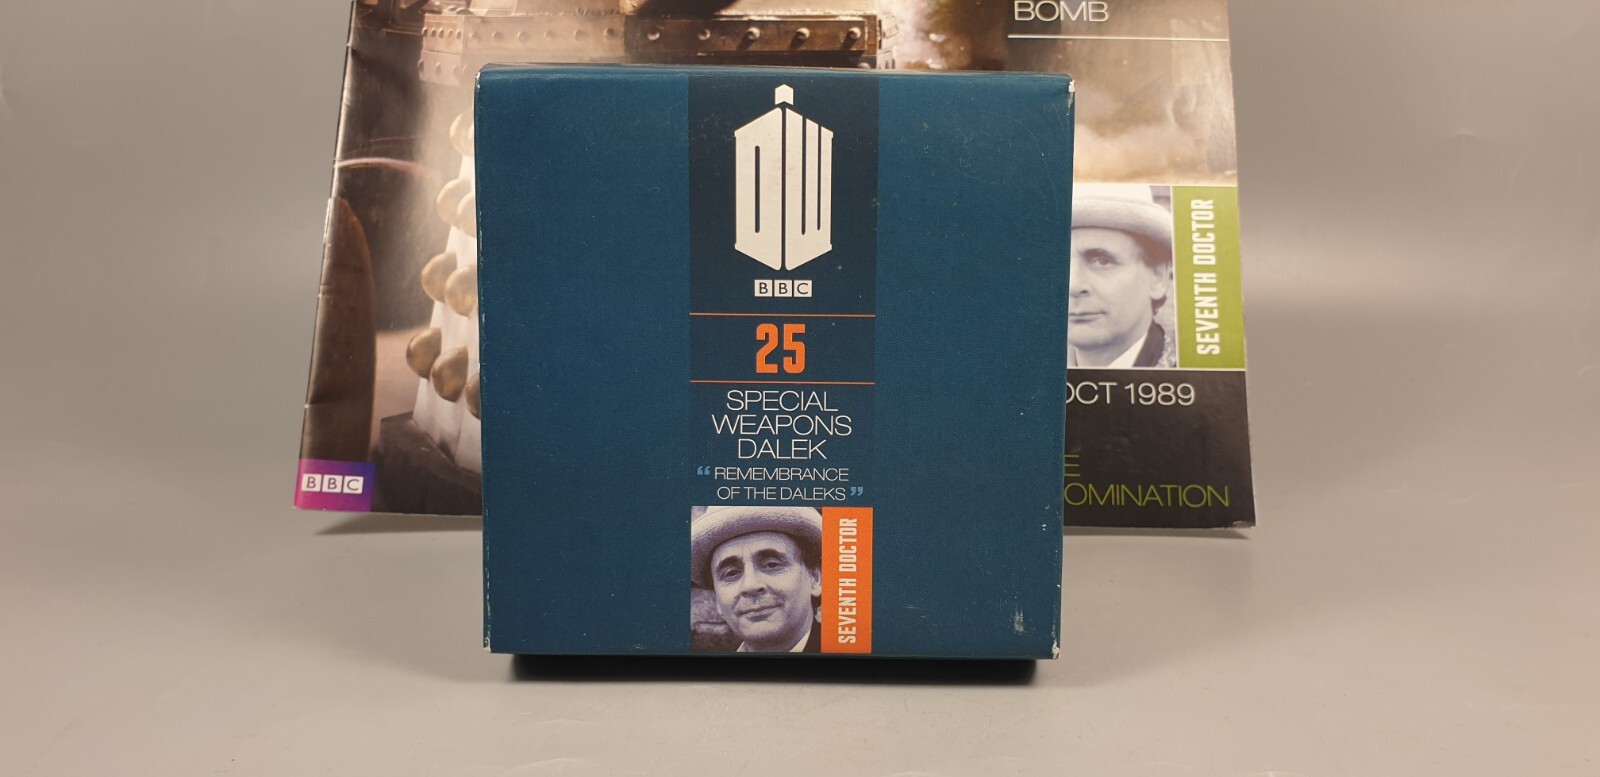 BOMB
DW
BBC
25
SPECIAL
WEAPONS
DALEK
“ REMEMBRANCE
OF THE DALEKS ”
SEVENTH DOCTOR
SEVENTH DOCTOR
OCT 1989
OMINATION
BBC